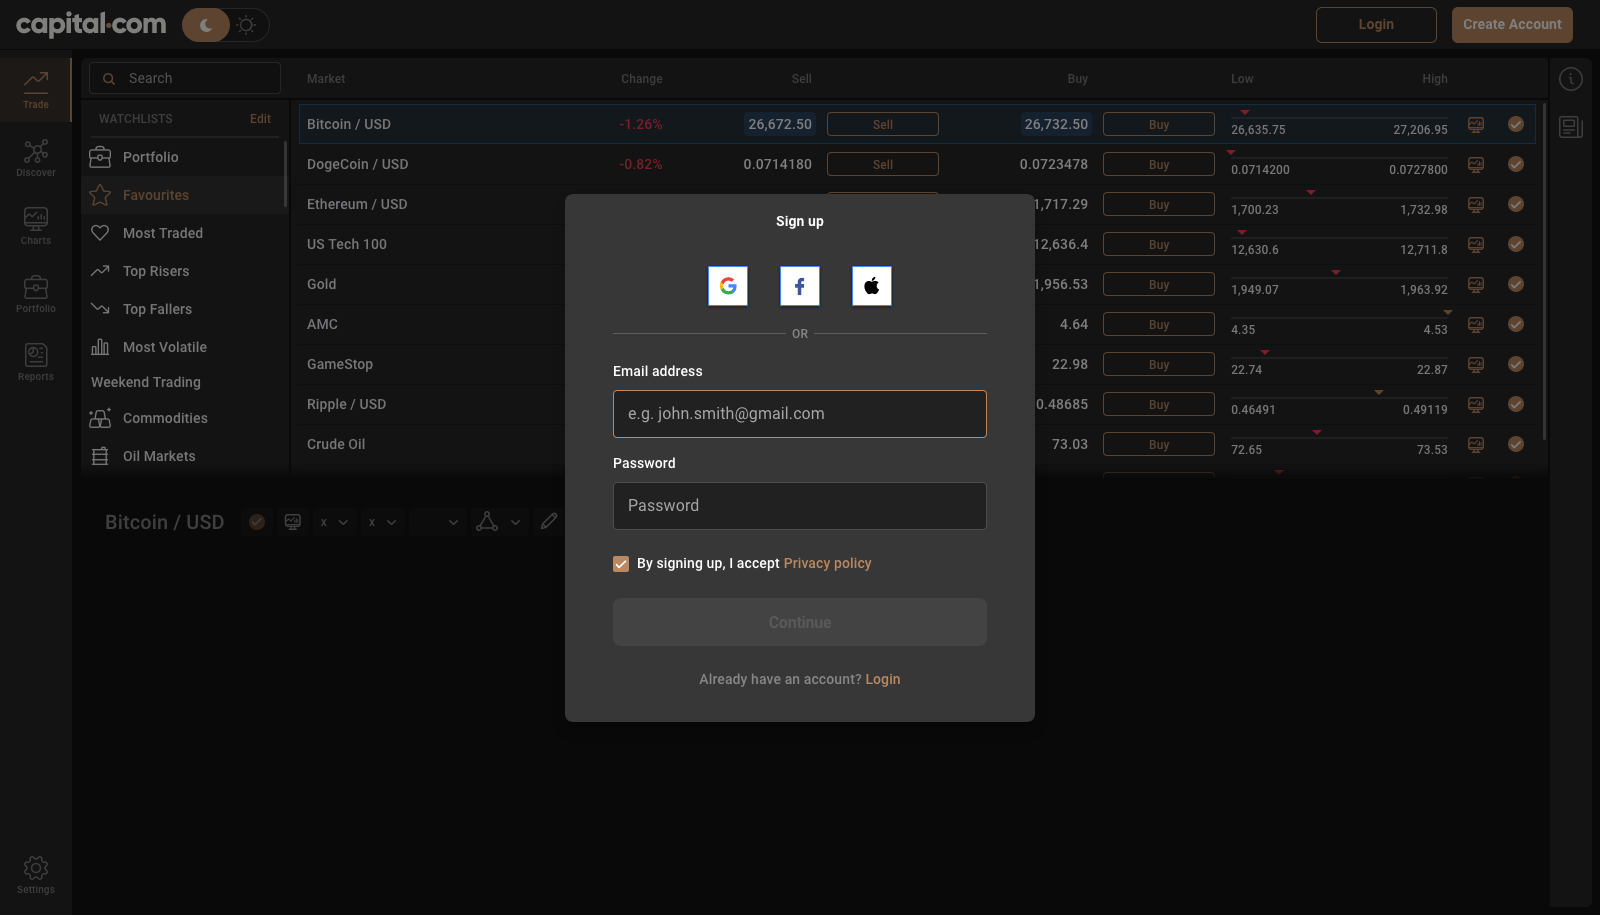 capital.com
Login
Create Account
Trade
Discover
Charts
Portfolio
Reports
Settings
Search
WATCHLISTS Edit
Portfolio
Favourites
Most Traded
Top Risers
Top Fallers
Most Volatile
Weekend Trading
Commodities
Oil Markets
Market Change Sell Buy Low High
Bitcoin / USD -1.26% 26,672.50 Sell 26,732.50 Buy 26,635.75 27,206.95
DogeCoin / USD -0.82% 0.0714180 Sell 0.0723478 Buy 0.0714200 0.0727800
Ethereum / USD 1,717.29 Buy 1,700.23 1,732.98
US Tech 100 12,636.4 Buy 12,630.6 12,711.8
Gold 1,956.53 Buy 1,949.07 1,963.92
AMC 4.64 Buy 4.35 4.53
GameStop 22.98 Buy 22.74 22.87
Ripple / USD 0.48685 Buy 0.46491 0.49119
Crude Oil 73.03 Buy 72.65 73.53
Bitcoin / USD x x
Sign up
OR
Email address
e.g. john.smith@gmail.com
Password
Password
By signing up, I accept Privacy policy
Continue
Already have an account? Login